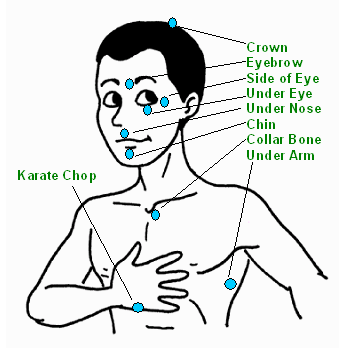 Crown
Eyebrow
Side of Eye
Under Eye
Under Nose
Chin
Collar Bone
Under Arm
Karate Chop